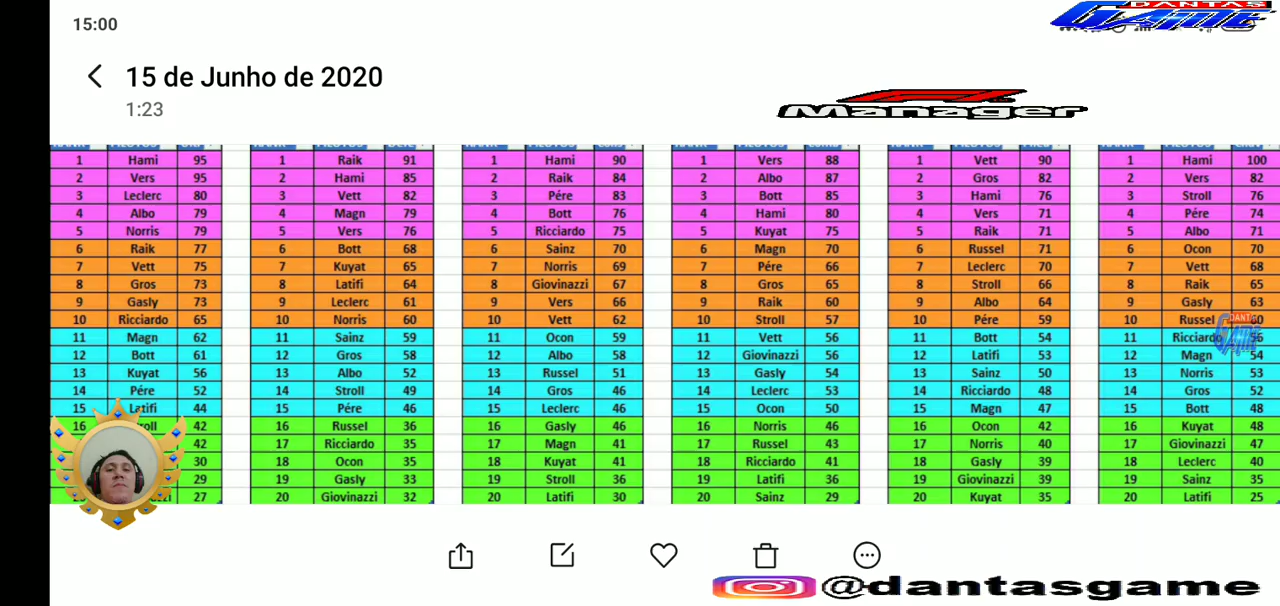 15:00
DANTAS
GAME
15 de Junho de 2020
1:23
F1
Manager
1 Hami 95 1 Raik 91 1 Hami 90 1 Vers 88 1 Vett 90 1 Hami 100
2 Vers 95 2 Hami 85 2 Raik 84 2 Albo 87 2 Gros 82 2 Vers 82
3 Leclerc 80 3 Vett 82 3 Pére 83 3 Bott 85 3 Hami 76 3 Stroll 76
4 Albo 79 4 Magn 79 4 Bott 76 4 Hami 80 4 Vers 71 4 Pére 74
5 Norris 79 5 Vers 76 5 Ricciardo 75 5 Kuyat 75 5 Raik 71 5 Albo 71
6 Raik 77 6 Bott 68 6 Sainz 70 6 Magn 70 6 Russel 71 6 Ocon 70
7 Vett 75 7 Kuyat 65 7 Norris 69 7 Pére 66 7 Leclerc 70 7 Vett 68
8 Gros 73 8 Latifi 64 8 Giovinazzi 67 8 Gros 65 8 Stroll 66 8 Raik 65
9 Gasly 73 9 Leclerc 61 9 Vers 66 9 Raik 60 9 Albo 64 9 Gasly 63
10 Ricciardo 65 10 Norris 60 10 Vett 62 10 Stroll 57 10 Pére 59 10 Russel 60
11 Magn 62 11 Sainz 59 11 Ocon 59 11 Vett 56 11 Bott 54 11 Ricciardo 56
12 Bott 61 12 Gros 58 12 Albo 58 12 Giovinazzi 56 12 Latifi 53 12 Magn 54
13 Kuyat 56 13 Albo 52 13 Russel 51 13 Gasly 54 13 Sainz 50 13 Norris 53
14 Pére 52 14 Stroll 49 14 Gros 46 14 Leclerc 53 14 Ricciardo 48 14 Gros 52
15 Latifi 44 15 Pére 46 15 Leclerc 46 15 Ocon 50 15 Magn 47 15 Bott 48
16 42 16 Russel 36 16 Gasly 46 16 Norris 46 16 Ocon 42 16 Kuyat 48
42 17 Ricciardo 35 17 Magn 41 17 Russel 43 17 Norris 40 17 Giovinazzi 47
30 18 Ocon 35 18 Kuyat 41 18 Ricciardo 41 18 Gasly 39 18 Leclerc 40
29 19 Gasly 33 19 Stroll 36 19 Latifi 36 19 Giovinazzi 39 19 Sainz 35
27 20 Giovinazzi 32 20 Latifi 30 20 Sainz 29 20 Kuyat 35 20 Latifi 25
DANTAS
GAME
@dantasgame